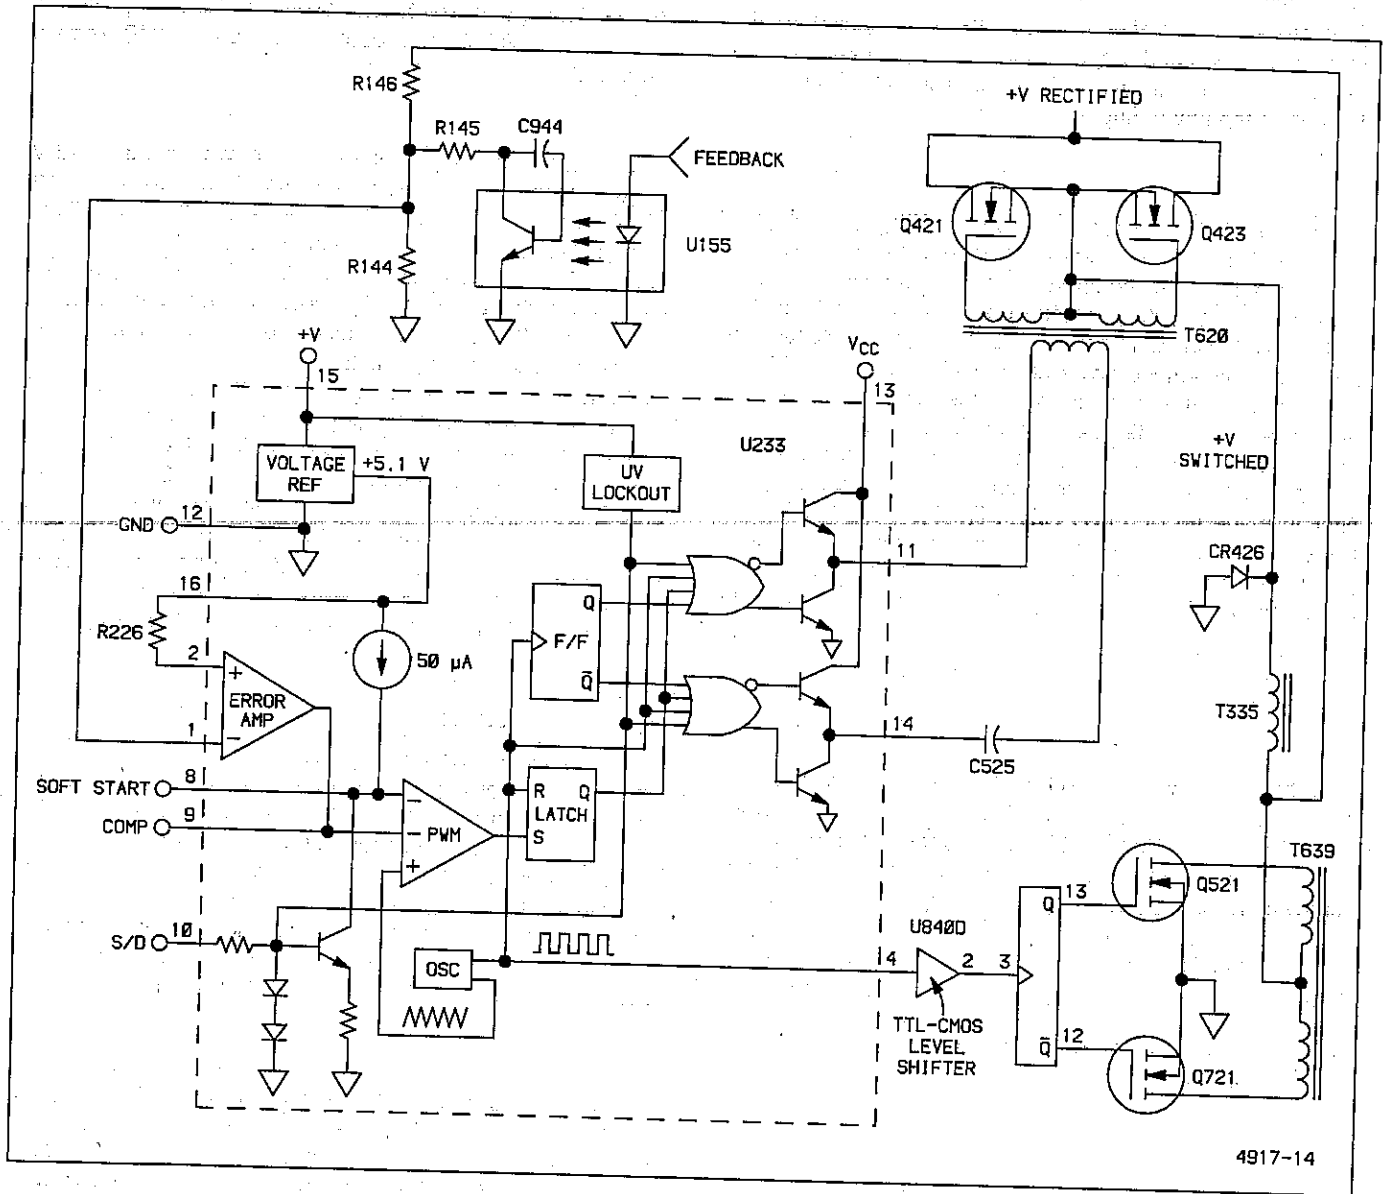 R146
+V RECTIFIED
R145
C944
FEEDBACK
Q421
Q423
U155
R144
T620
+V
VCC
15
13
U233
+V
SWITCHED
VOLTAGE
REF
+5.1 V
UV
LOCKOUT
GND
12
11
CR426
16
R226
Q
F/F
Q̄
2
+
50 µA
ERROR
AMP
-
1
T335
14
C525
8
SOFT START
-
R
Q
LATCH
S
COMP
9
-
PWM
+
T639
Q521
13
Q
10
S/D
U840D
OSC
4
2
3
TTL-CMOS
LEVEL
SHIFTER
12
Q̄
Q721
4917-14